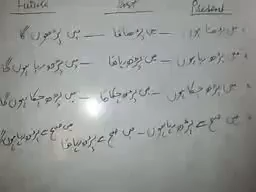 Future Past Present
میں پڑھتا ہوں — میں پڑھتا تھا — میں پڑھوں گا
میں پڑھ رہا ہوں — میں پڑھ رہا تھا — میں پڑھ رہا ہوں گا
میں پڑھ چکا ہوں — میں پڑھ چکا تھا — میں پڑھ چکا ہوں گا
میں صبح سے پڑھ رہا ہوں — میں صبح سے پڑھ رہا تھا — میں صبح سے پڑھ رہا ہوں گا